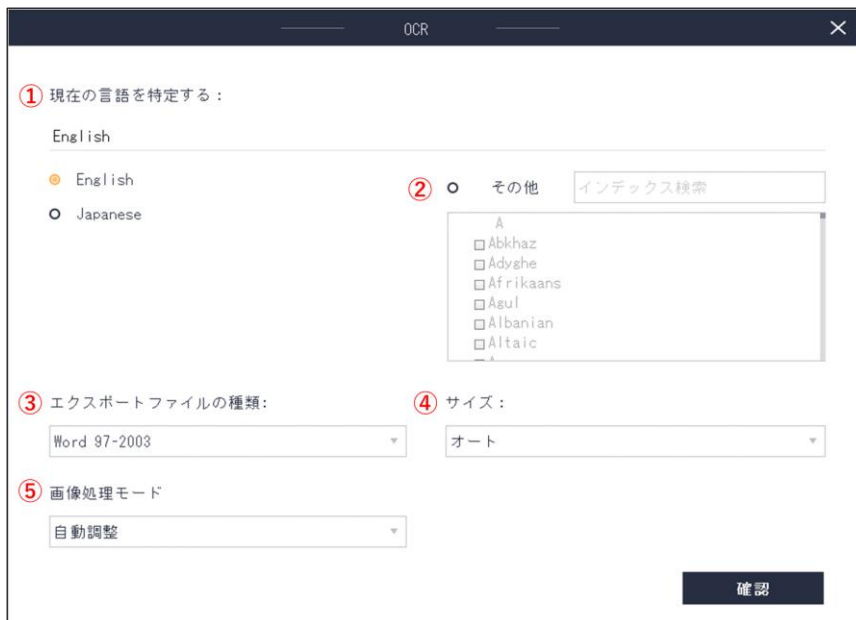 OCR
① 現在の言語を特定する：
English
English
Japanese
② その他 インデックス検索
A
Abkhaz
Adyghe
Afrikaans
Agul
Albanian
Altaic
③ エクスポートファイルの種類:
Word 97-2003
④ サイズ：
オート
⑤ 画像処理モード
自動調整
確認